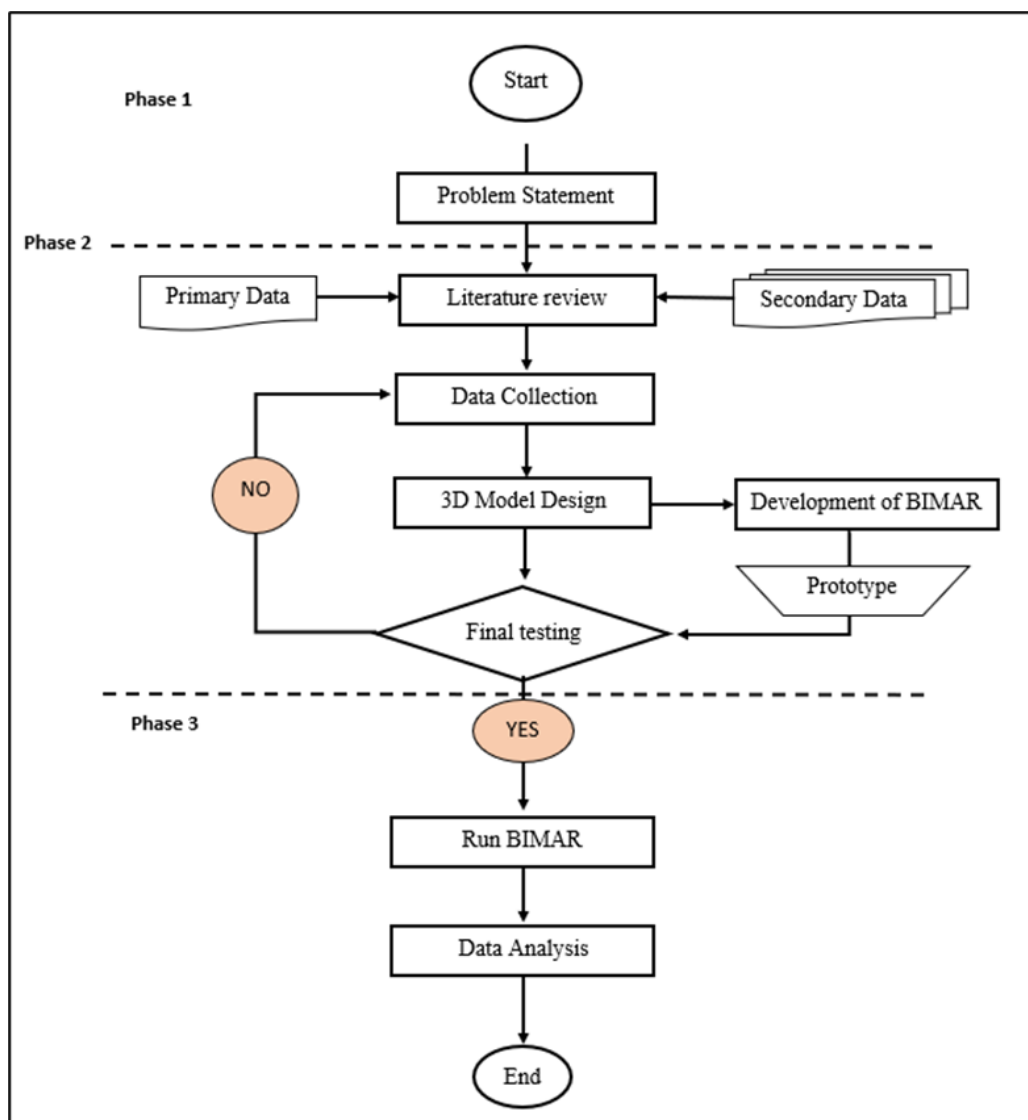 Start
Phase 1
Problem Statement
Phase 2
Primary Data
Literature review
Secondary Data
Data Collection
NO
3D Model Design
Development of BIMAR
Prototype
Final testing
Phase 3
YES
Run BIMAR
Data Analysis
End